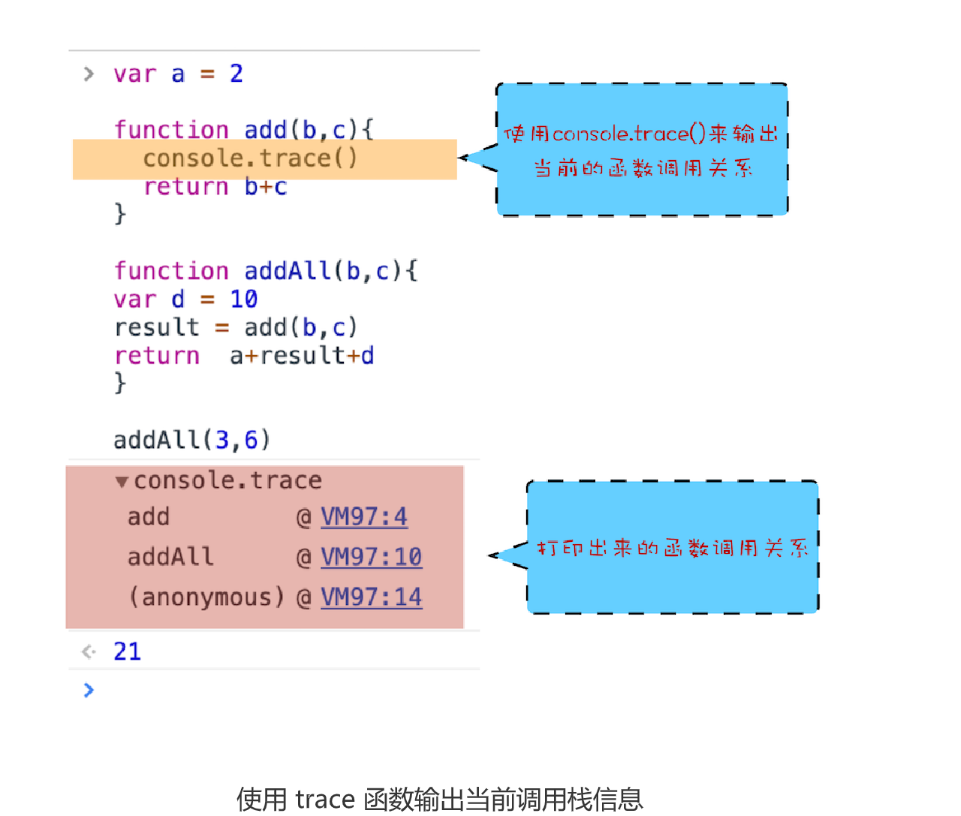 > var a = 2
function add(b,c){
console.trace()
return b+c
}
使用console.trace()来输出
当前的函数调用关系
function addAll(b,c){
var d = 10
result = add(b,c)
return  a+result+d
}
addAll(3,6)
▼console.trace
add @ VM97:4
addAll @ VM97:10
(anonymous) @ VM97:14
打印出来的函数调用关系
21
>
使用 trace 函数输出当前调用栈信息